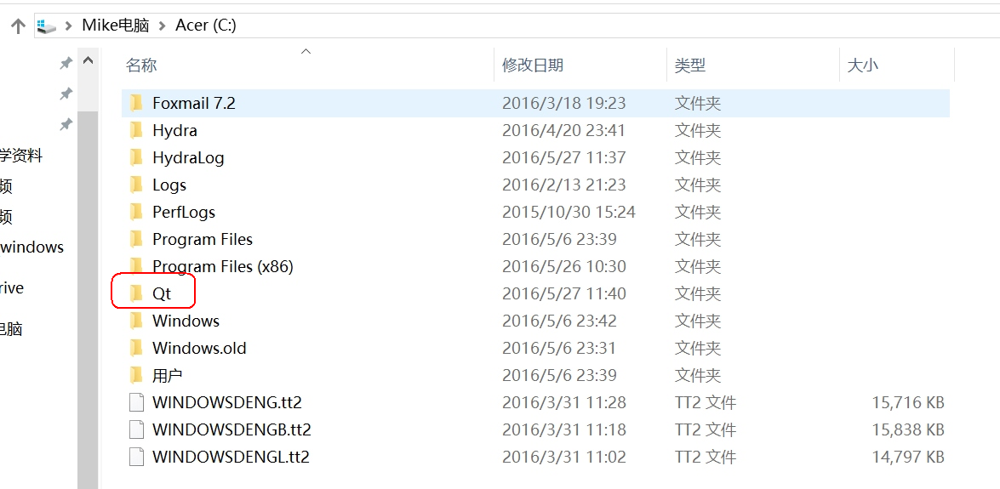 Mike电脑 Acer (C:)
名称 修改日期 类型 大小
Foxmail 7.2 2016/3/18 19:23 文件夹
Hydra 2016/4/20 23:41 文件夹
学资料
HydraLog 2016/5/27 11:37 文件夹
频
Logs 2016/2/13 21:23 文件夹
频
PerfLogs 2015/10/30 15:24 文件夹
windows
Program Files 2016/5/6 23:39 文件夹
Program Files (x86) 2016/5/26 10:30 文件夹
rive
Qt 2016/5/27 11:40 文件夹
电脑
Windows 2016/5/6 23:42 文件夹
Windows.old 2016/5/6 23:31 文件夹
用户 2016/5/6 23:39 文件夹
WINDOWSDENG.tt2 2016/3/31 11:28 TT2 文件 15,716 KB
WINDOWSDENGB.tt2 2016/3/31 11:18 TT2 文件 15,838 KB
WINDOWSDENGL.tt2 2016/3/31 11:02 TT2 文件 14,797 KB